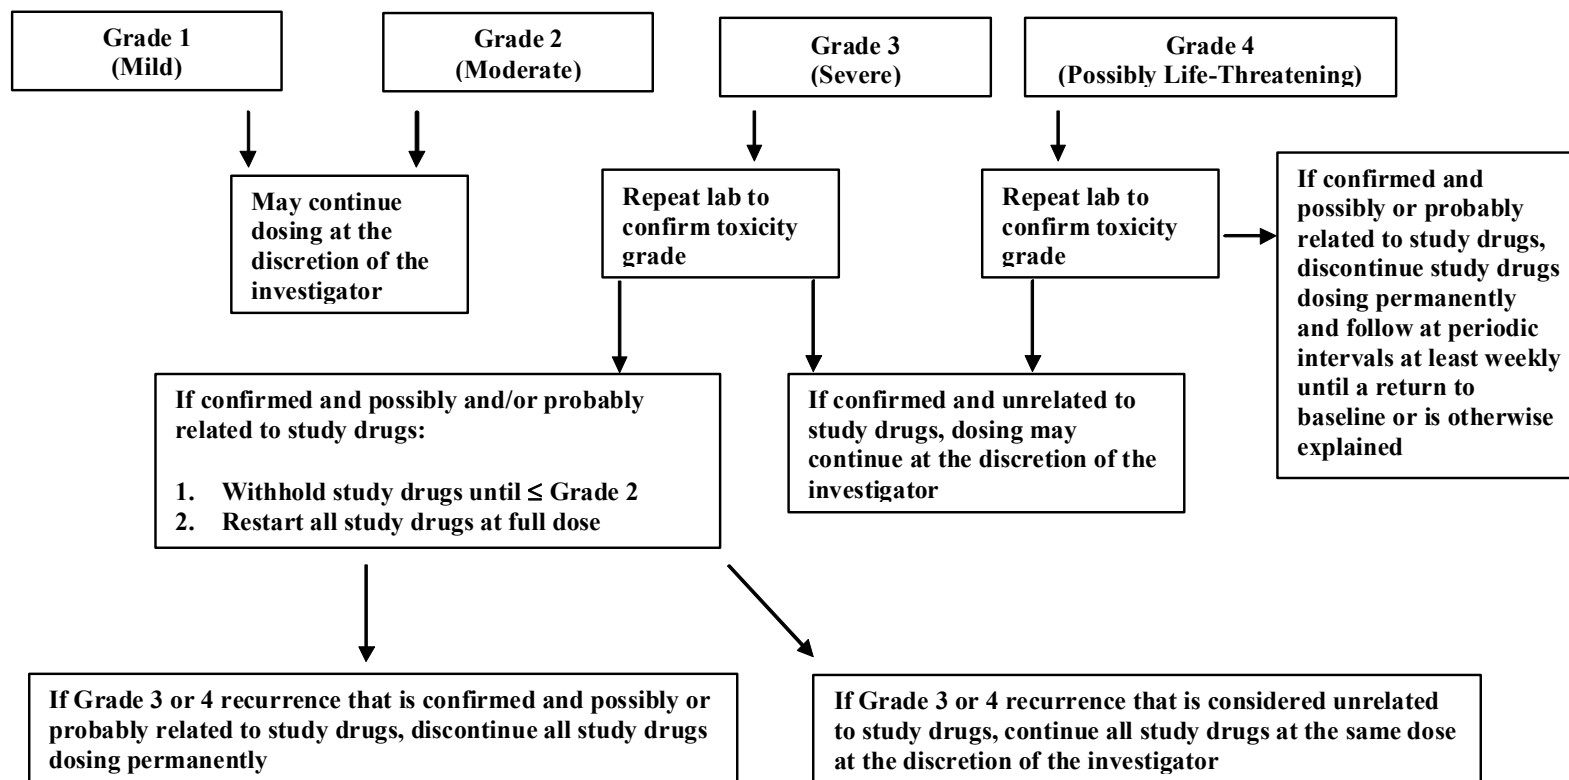 Grade 1
(Mild)
Grade 2
(Moderate)
Grade 3
(Severe)
Grade 4
(Possibly Life-Threatening)
May continue
dosing at the
discretion of the
investigator
Repeat lab to
confirm toxicity
grade
Repeat lab to
confirm toxicity
grade
If confirmed and
possibly or probably
related to study drugs,
discontinue study drugs
dosing permanently
and follow at periodic
intervals at least weekly
until a return to
baseline or is otherwise
explained
If confirmed and possibly and/or probably
related to study drugs:
1. Withhold study drugs until ≤ Grade 2
2. Restart all study drugs at full dose
If confirmed and unrelated to
study drugs, dosing may
continue at the discretion of the
investigator
If Grade 3 or 4 recurrence that is confirmed and possibly or
probably related to study drugs, discontinue all study drugs
dosing permanently
If Grade 3 or 4 recurrence that is considered unrelated
to study drugs, continue all study drugs at the same dose
at the discretion of the investigator